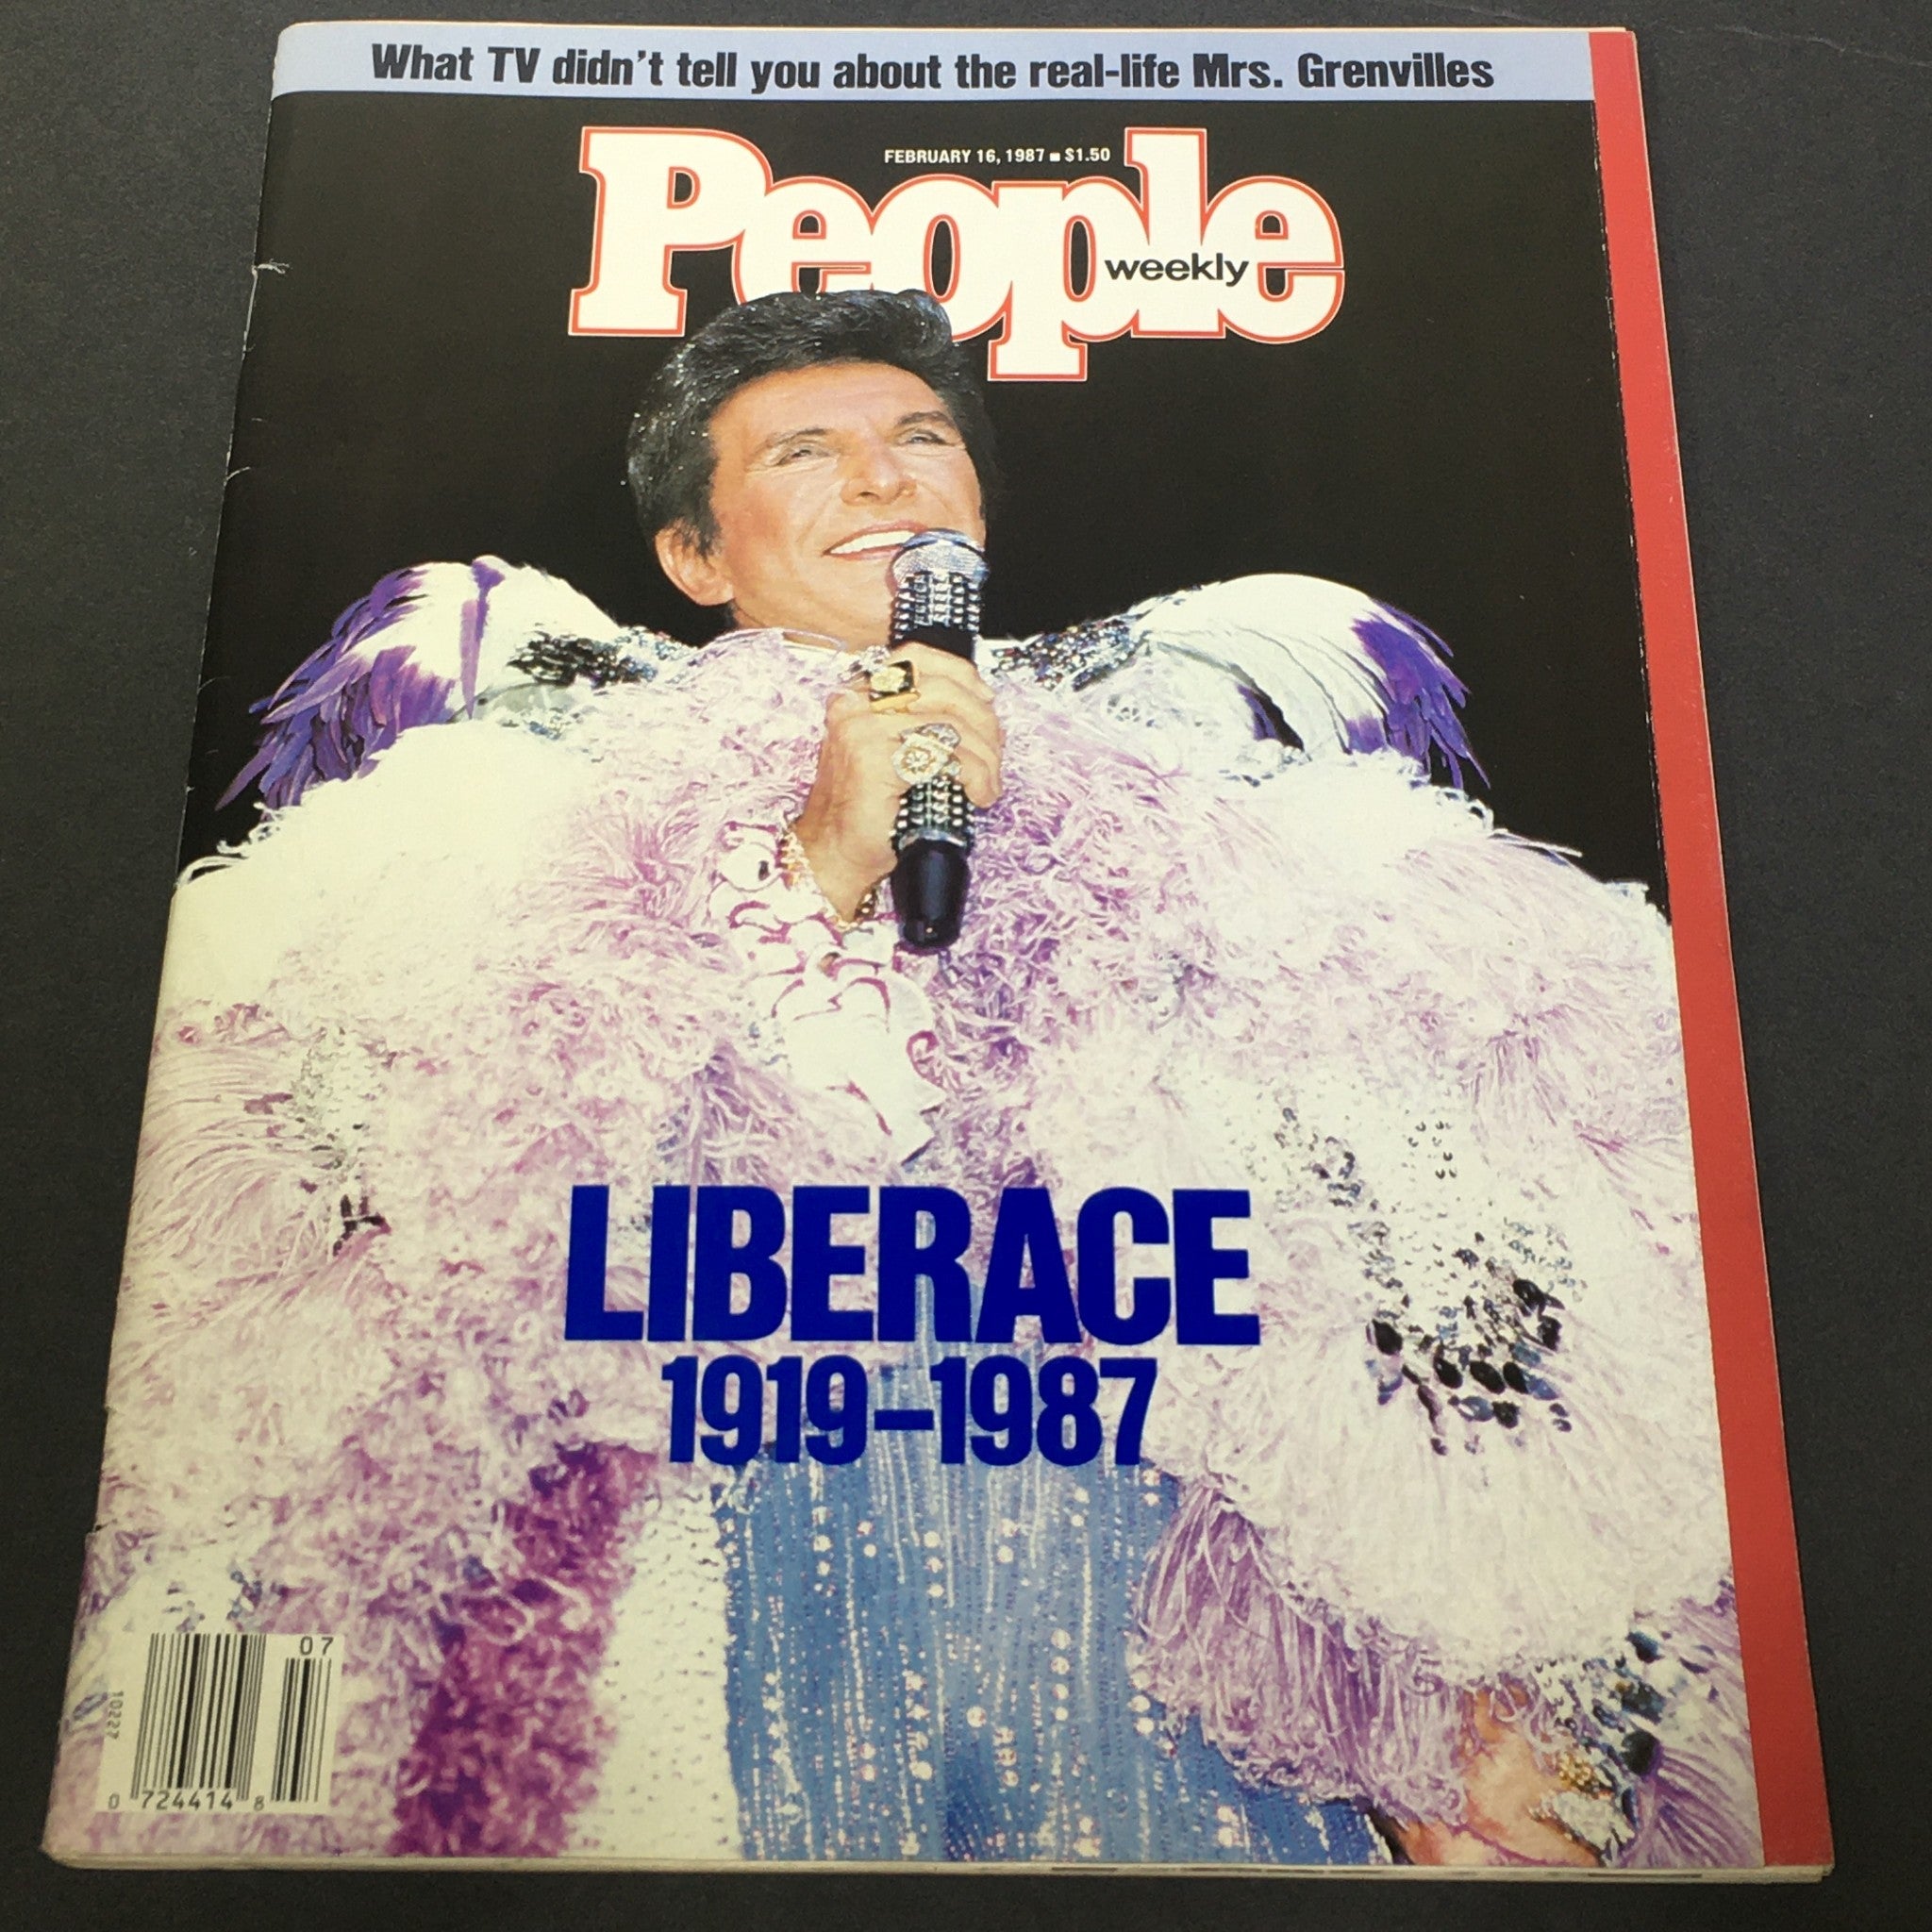 What TV didn't tell you about the real-life Mrs. Grenvilles
FEBRUARY 16, 1987 ■ $1.50
People
weekly
LIBERACE
1919–1987
07
10227
0 724414 8